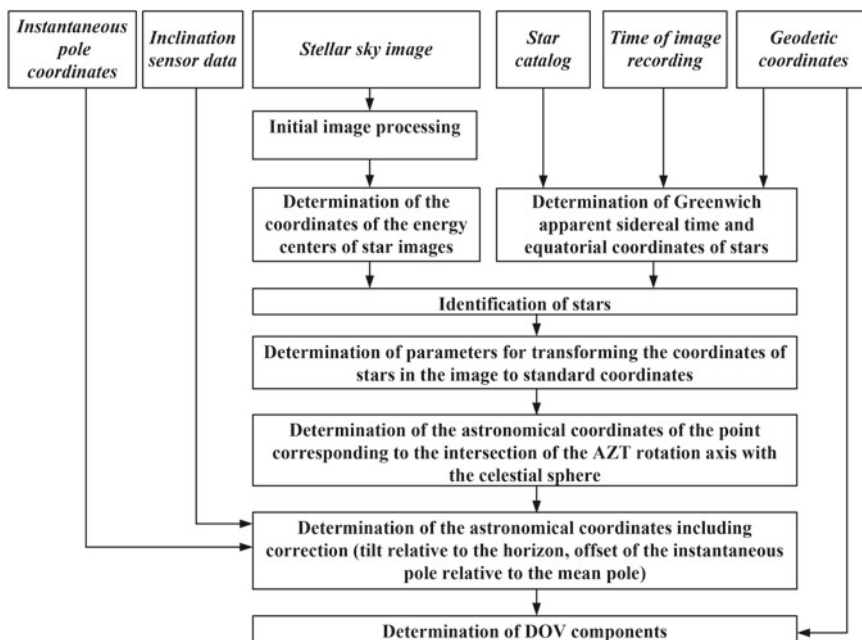 Instantaneous
pole
coordinates
Inclination
sensor data
Stellar sky image
Star
catalog
Time of image
recording
Geodetic
coordinates
Initial image processing
Determination of the
coordinates of the energy
centers of star images
Determination of Greenwich
apparent sidereal time and
equatorial coordinates of stars
Identification of stars
Determination of parameters for transforming the coordinates of
stars in the image to standard coordinates
Determination of the astronomical coordinates of the point
corresponding to the intersection of the AZT rotation axis with
the celestial sphere
Determination of the astronomical coordinates including
correction (tilt relative to the horizon, offset of the instantaneous
pole relative to the mean pole)
Determination of DOV components